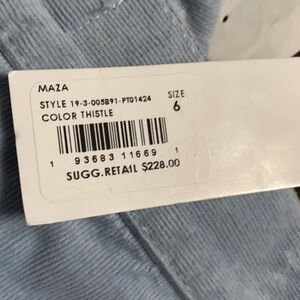 MAZA
STYLE 19-3-005891-PT01424
SIZE
COLOR THISTLE
6
1 93683 11669 1
SUGG.RETAIL $228.00